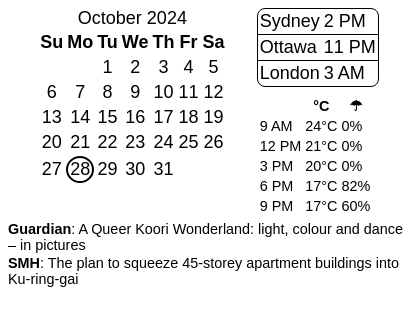 October 2024
Su Mo Tu We Th Fr Sa
1 2 3 4 5
6 7 8 9 10 11 12
13 14 15 16 17 18 19
20 21 22 23 24 25 26
27 28 29 30 31
Sydney 2 PM
Ottawa 11 PM
London 3 AM
°C ☂
9 AM 24°C 0%
12 PM 21°C 0%
3 PM 20°C 0%
6 PM 17°C 82%
9 PM 17°C 60%
Guardian: A Queer Koori Wonderland: light, colour and dance
– in pictures
SMH: The plan to squeeze 45-storey apartment buildings into
Ku-ring-gai